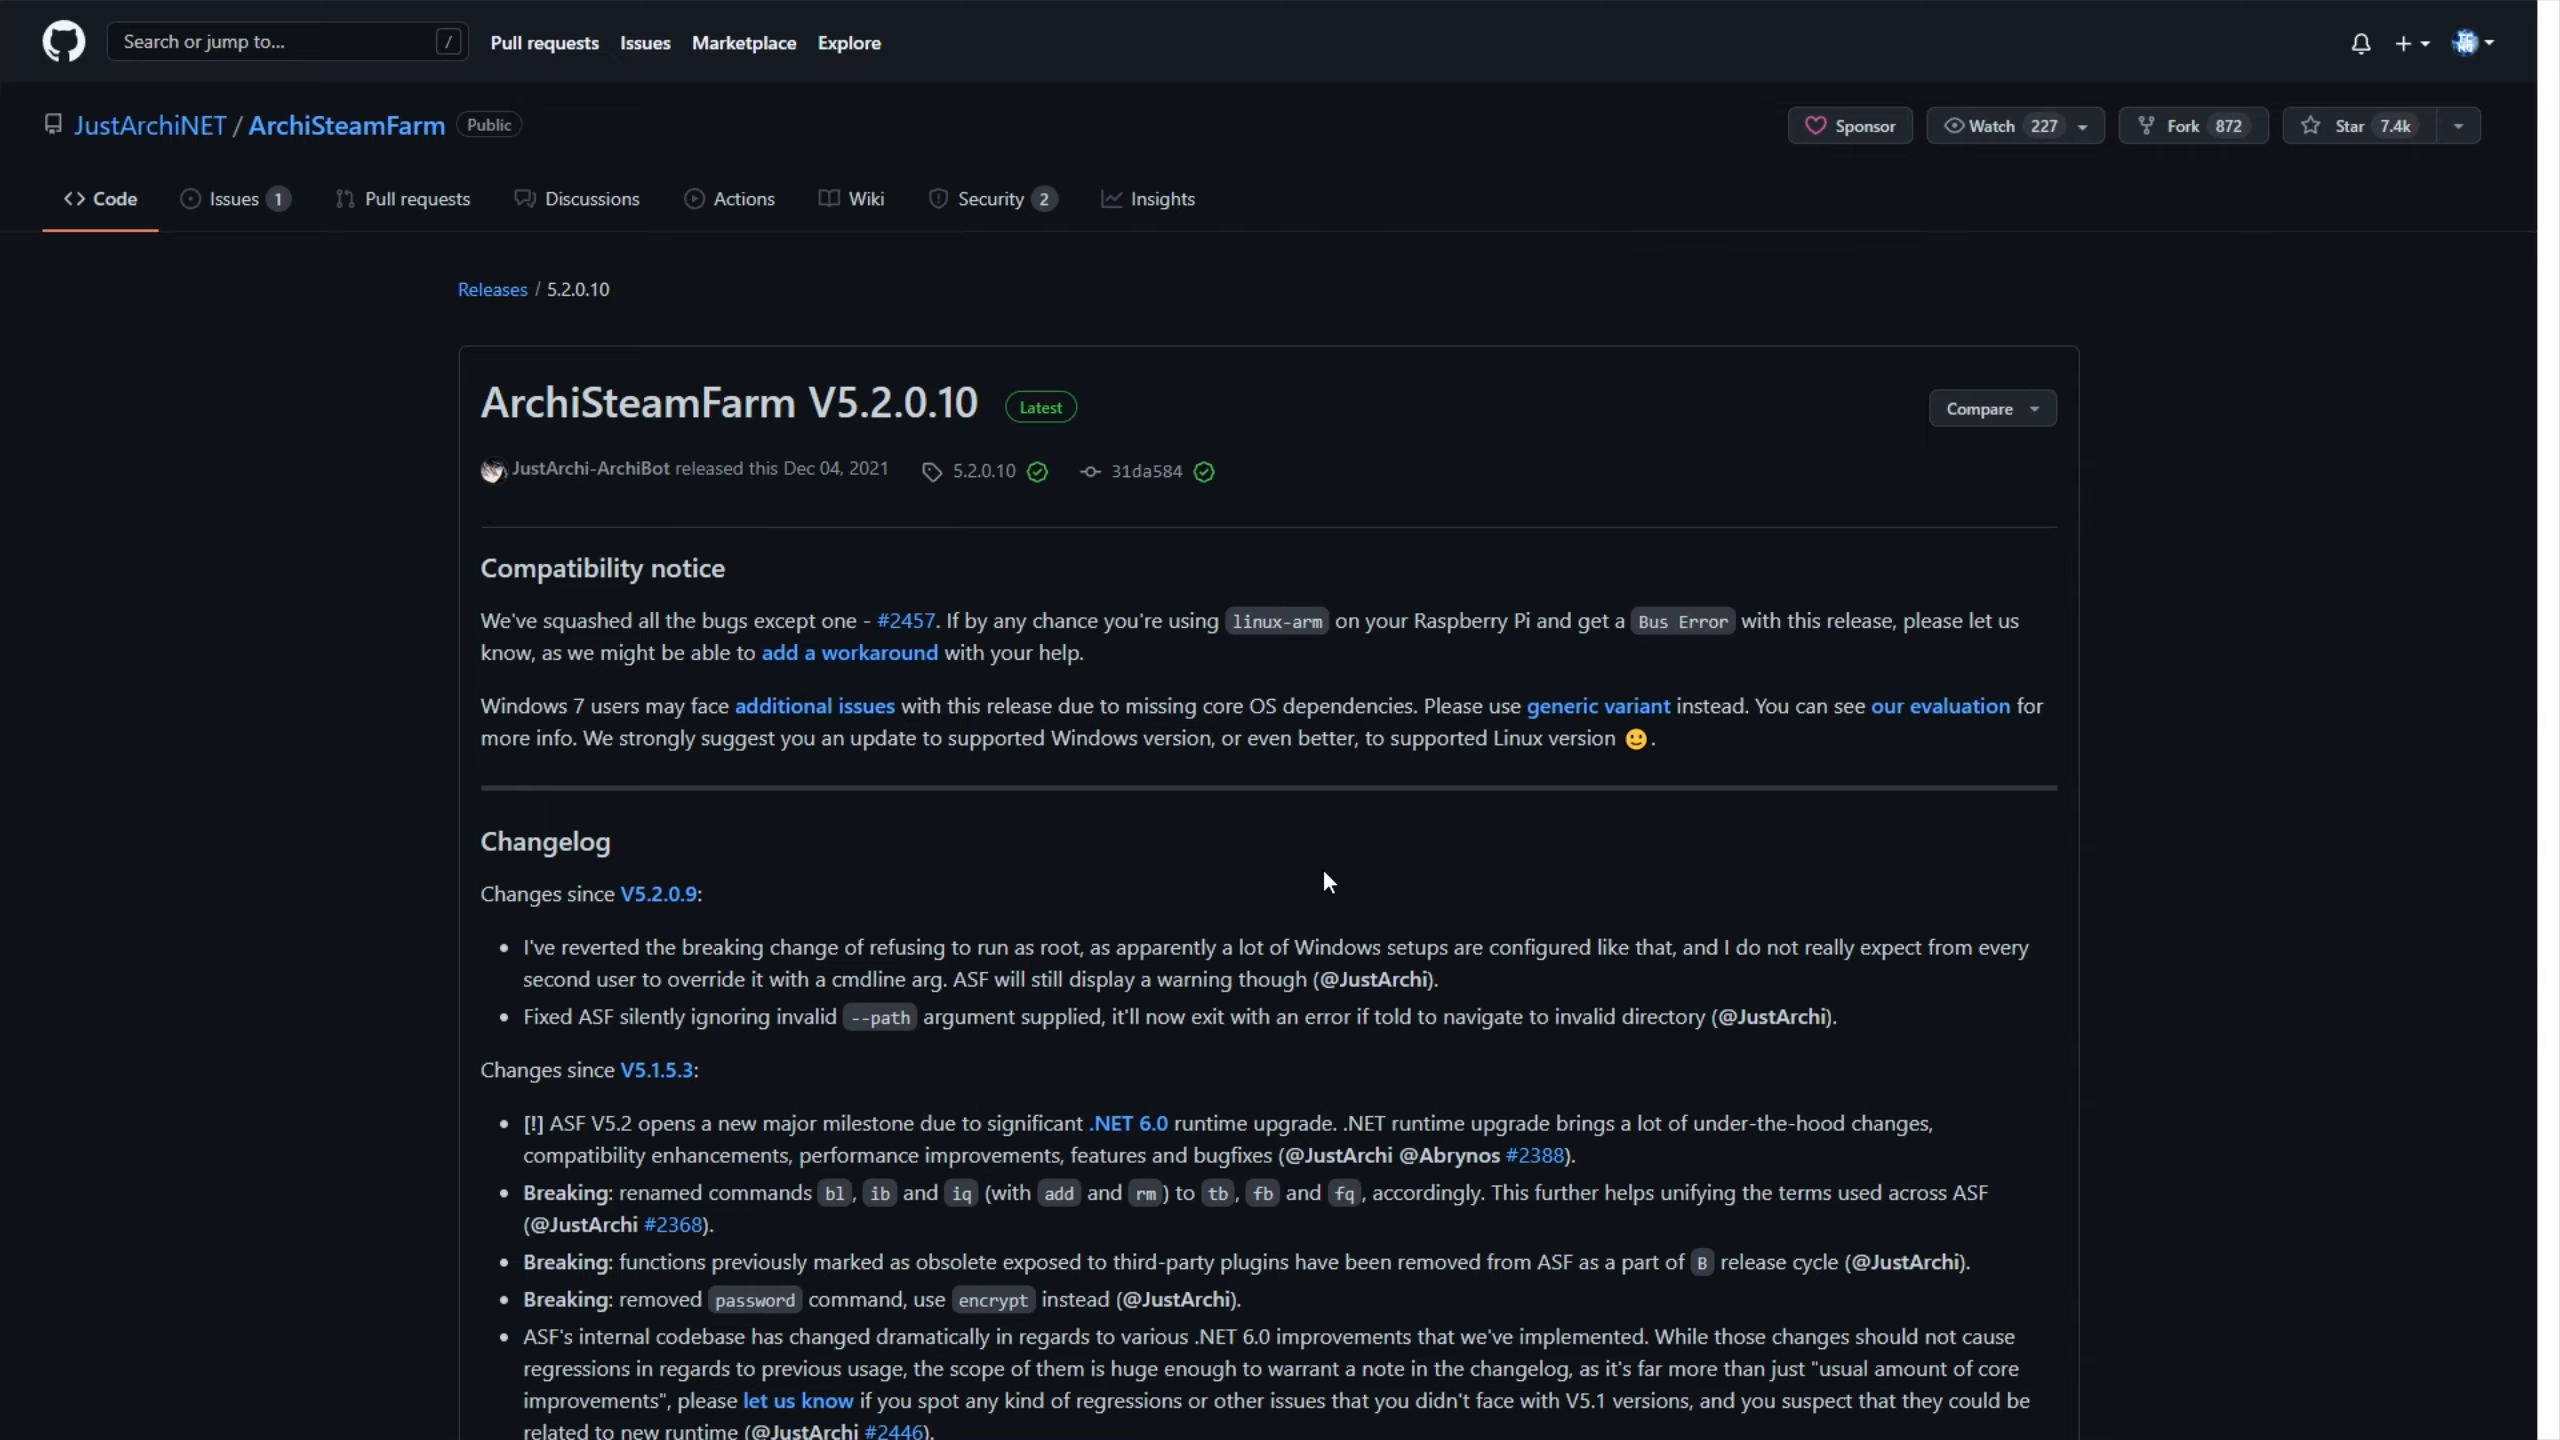 Search or jump to... /
Pull requests Issues Marketplace Explore
JustArchiNET / ArchiSteamFarm Public
Sponsor Watch 227 Fork 872 Star 7.4k
Code Issues 1 Pull requests Discussions Actions Wiki Security 2 Insights
Releases / 5.2.0.10
ArchiSteamFarm V5.2.0.10 Latest
Compare
JustArchi-ArchiBot released this Dec 04, 2021 5.2.0.10 31da584
Compatibility notice
We've squashed all the bugs except one - #2457. If by any chance you're using linux-arm on your Raspberry Pi and get a Bus Error with this release, please let us
know, as we might be able to add a workaround with your help.
Windows 7 users may face additional issues with this release due to missing core OS dependencies. Please use generic variant instead. You can see our evaluation for
more info. We strongly suggest you an update to supported Windows version, or even better, to supported Linux version 🙂.
Changelog
Changes since V5.2.0.9:
• I've reverted the breaking change of refusing to run as root, as apparently a lot of Windows setups are configured like that, and I do not really expect from every
second user to override it with a cmdline arg. ASF will still display a warning though (@JustArchi).
• Fixed ASF silently ignoring invalid --path argument supplied, it'll now exit with an error if told to navigate to invalid directory (@JustArchi).
Changes since V5.1.5.3:
• [!] ASF V5.2 opens a new major milestone due to significant .NET 6.0 runtime upgrade. .NET runtime upgrade brings a lot of under-the-hood changes,
compatibility enhancements, performance improvements, features and bugfixes (@JustArchi @Abrynos #2388).
• Breaking: renamed commands bl, ib and iq (with add and rm) to tb, fb and fq, accordingly. This further helps unifying the terms used across ASF
(@JustArchi #2368).
• Breaking: functions previously marked as obsolete exposed to third-party plugins have been removed from ASF as a part of B release cycle (@JustArchi).
• Breaking: removed password command, use encrypt instead (@JustArchi).
• ASF's internal codebase has changed dramatically in regards to various .NET 6.0 improvements that we've implemented. While those changes should not cause
regressions in regards to previous usage, the scope of them is huge enough to warrant a note in the changelog, as it's far more than just "usual amount of core
improvements", please let us know if you spot any kind of regressions or other issues that you didn't face with V5.1 versions, and you suspect that they could be
related to new runtime (@JustArchi #2446).